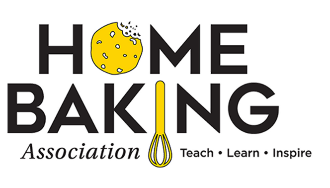 HOME
BAKING
Association Teach • Learn • Inspire